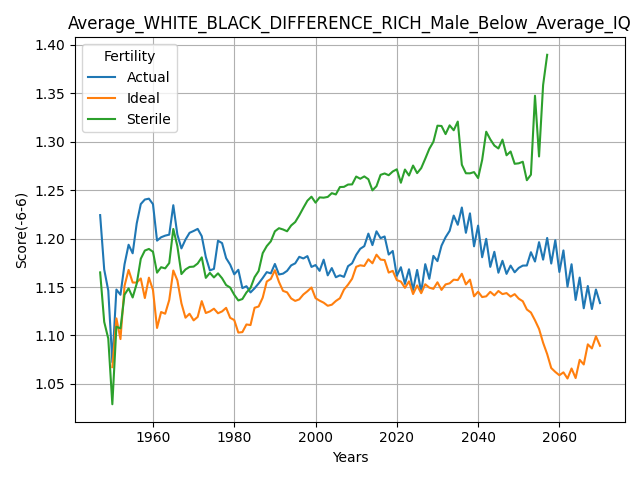 Average_WHITE_BLACK_DIFFERENCE_RICH_Male_Below_Average_IQ
Fertility
Actual
Ideal
Sterile
Score(-6-6)
1.40
1.35
1.30
1.25
1.20
1.15
1.10
1.05
1960 1980 2000 2020 2040 2060
Years